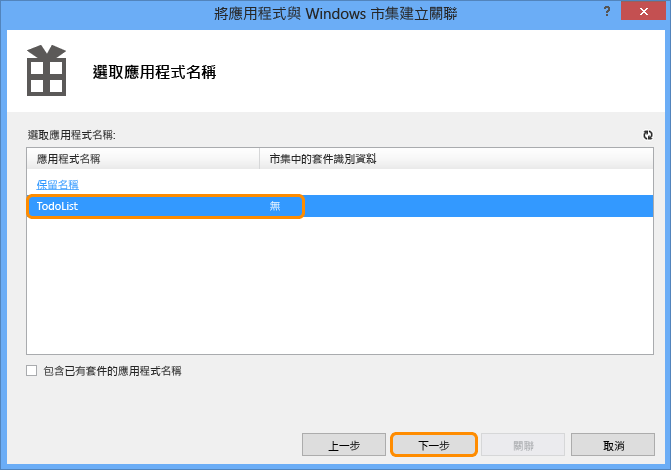 將應用程式與 Windows 市集建立關聯
選取應用程式名稱
選取應用程式名稱:
應用程式名稱 市集中的套件識別資料
保留名稱
TodoList 無
包含已有套件的應用程式名稱
上一步 下一步 關聯 取消